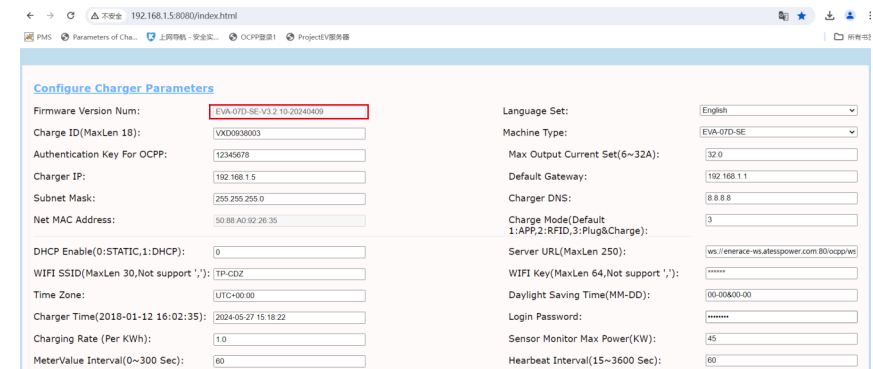 不安全 192.168.1.5:8080/index.html
PMS Parameters of Cha... 上网导航 - 安全实... OCPP登录1 ProjectEV服务器 所有书签
Configure Charger Parameters
Firmware Version Num: EVA-07D-SE-V3.2.10-20240409 Language Set: English
Charge ID(MaxLen 18): VXD0938003 Machine Type: EVA-07D-SE
Authentication Key For OCPP: 12345678 Max Output Current Set(6~32A): 32.0
Charger IP: 192.168.1.5 Default Gateway: 192.168.1.1
Subnet Mask: 255.255.255.0 Charger DNS: 8.8.8.8
Net MAC Address: 50:88:A0:92:26:35 Charge Mode(Default
1:APP,2:RFID,3:Plug&Charge): 3
DHCP Enable(0:STATIC,1:DHCP): 0 Server URL(MaxLen 250): ws://enerace-ws.atesspower.com:80/ocpp/ws
WIFI SSID(MaxLen 30,Not support ','): TP-CDZ WIFI Key(MaxLen 64,Not support ','): ••••••
Time Zone: UTC+00:00 Daylight Saving Time(MM-DD): 00-00&00-00
Charger Time(2018-01-12 16:02:35): 2024-05-27 15:18:22 Login Password: ••••••••
Charging Rate (Per KWh): 1.0 Sensor Monitor Max Power(KW): 45
MeterValue Interval(0~300 Sec): 60 Hearbeat Interval(15~3600 Sec): 60